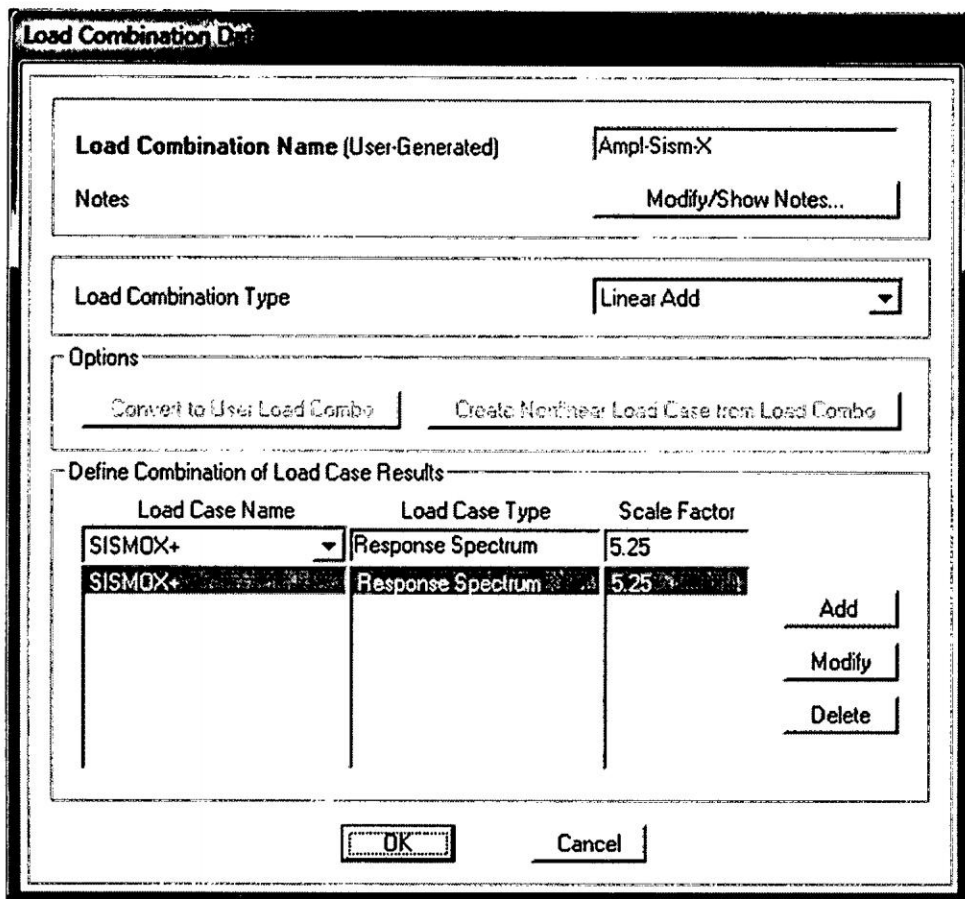 Load Combination Dat
Load Combination Name (User-Generated)
Ampl-Sism-X
Notes
Modify/Show Notes...
Load Combination Type
Linear Add
Options
Convert to User Load Combo
Create Nonlinear Load Case from Load Combo
Define Combination of Load Case Results
Load Case Name Load Case Type Scale Factor
SISMOX+ Response Spectrum 5.25
SISMOX+ Response Spectrum 5.25
Add
Modify
Delete
OK Cancel